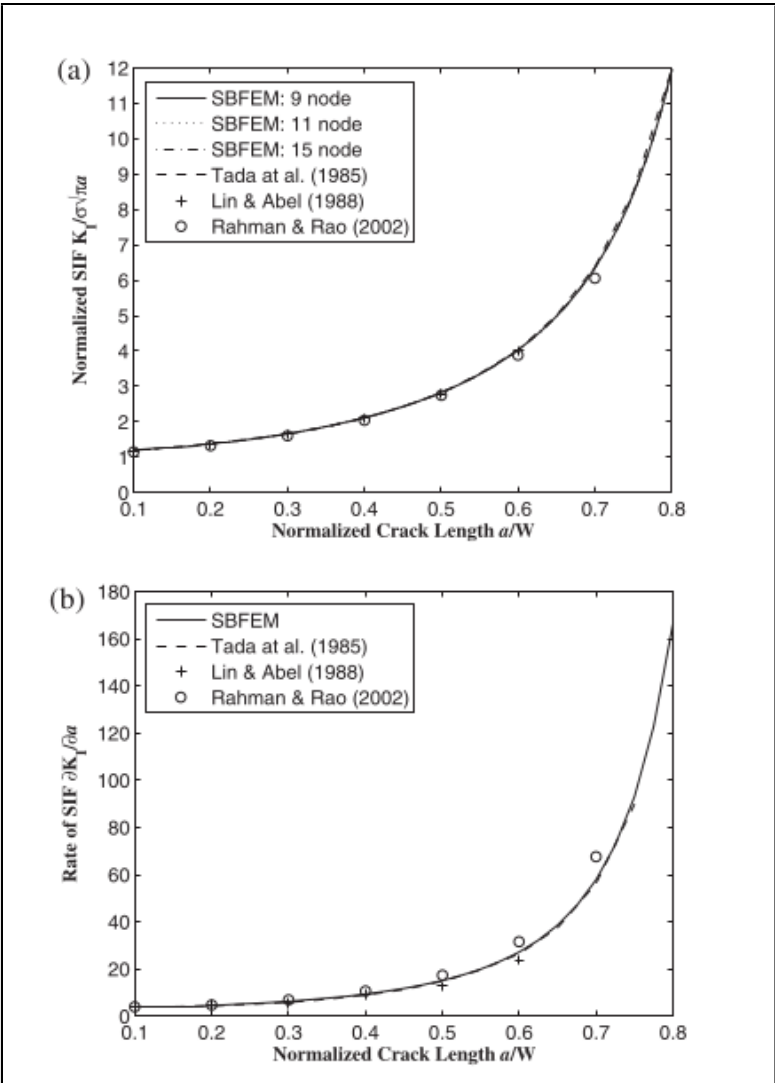 (a)
12
11
10
9
8
7
6
5
4
3
2
1
0
SBFEM: 9 node
SBFEM: 11 node
SBFEM: 15 node
Tada at al. (1985)
Lin & Abel (1988)
Rahman & Rao (2002)
Normalized SIF K_I/σ√πa
0.1 0.2 0.3 0.4 0.5 0.6 0.7 0.8
Normalized Crack Length a/W
(b)
180
160
140
120
100
80
60
40
20
0
SBFEM
Tada at al. (1985)
Lin & Abel (1988)
Rahman & Rao (2002)
Rate of SIF ∂K_I/∂a
0.1 0.2 0.3 0.4 0.5 0.6 0.7 0.8
Normalized Crack Length a/W